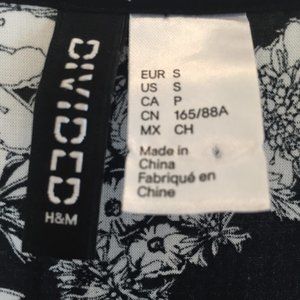 DIVIDED
H&M
EUR S
US S
CA P
CN 165/88A
MX CH
Made in
China
Fabriqué en
Chine